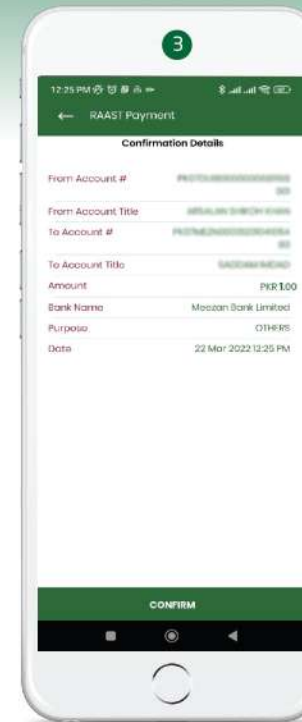 3
12:25 PM
RAAST Payment
Confirmation Details
From Account #
From Account Title
To Account #
To Account Title
Amount PKR 1.00
Bank Name Meezan Bank Limited
Purpose OTHERS
Date 22 Mar 2022 12:25 PM
CONFIRM